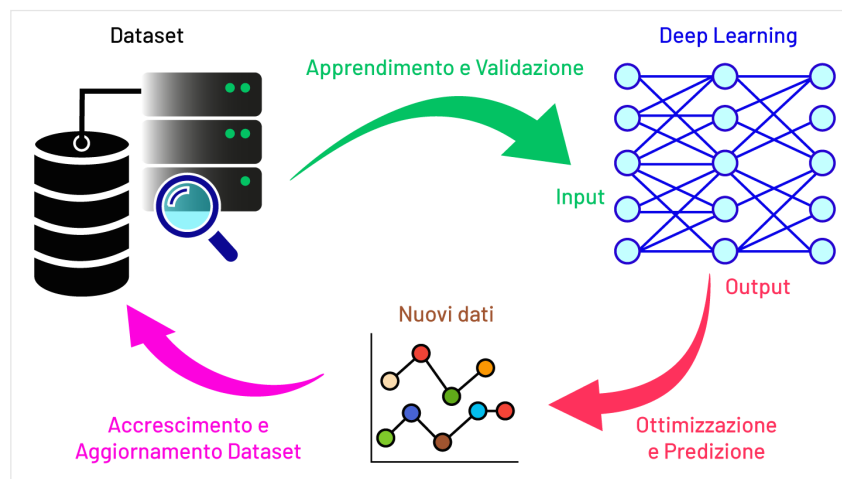 Dataset
Deep Learning
Apprendimento e Validazione
Input
Output
Nuovi dati
Accrescimento e
Aggiornamento Dataset
Ottimizzazione
e Predizione